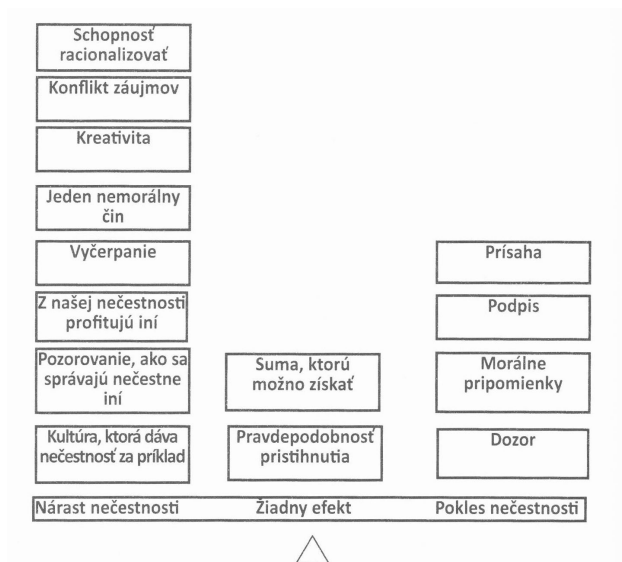 Schopnosť
racionalizovať
Konflikt záujmov
Kreativita
Jeden nemorálny
čin
Vyčerpanie
Z našej nečestnosti
profitujú iní
Pozorovanie, ako sa
správajú nečestne
iní
Kultúra, ktorá dáva
nečestnosť za príklad
Suma, ktorú
možno získať
Pravdepodobnosť
pristihnutia
Prísaha
Podpis
Morálne
pripomienky
Dozor
Nárast nečestnosti
Žiadny efekt
Pokles nečestnosti